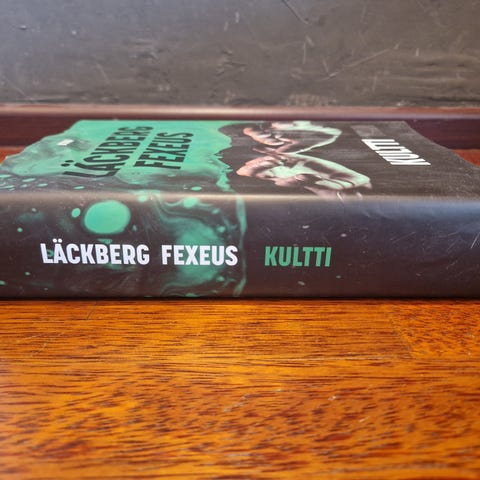 LÄCKBERG
FEXEUS
KULTTI
LÄCKBERG FEXEUS KULTTI